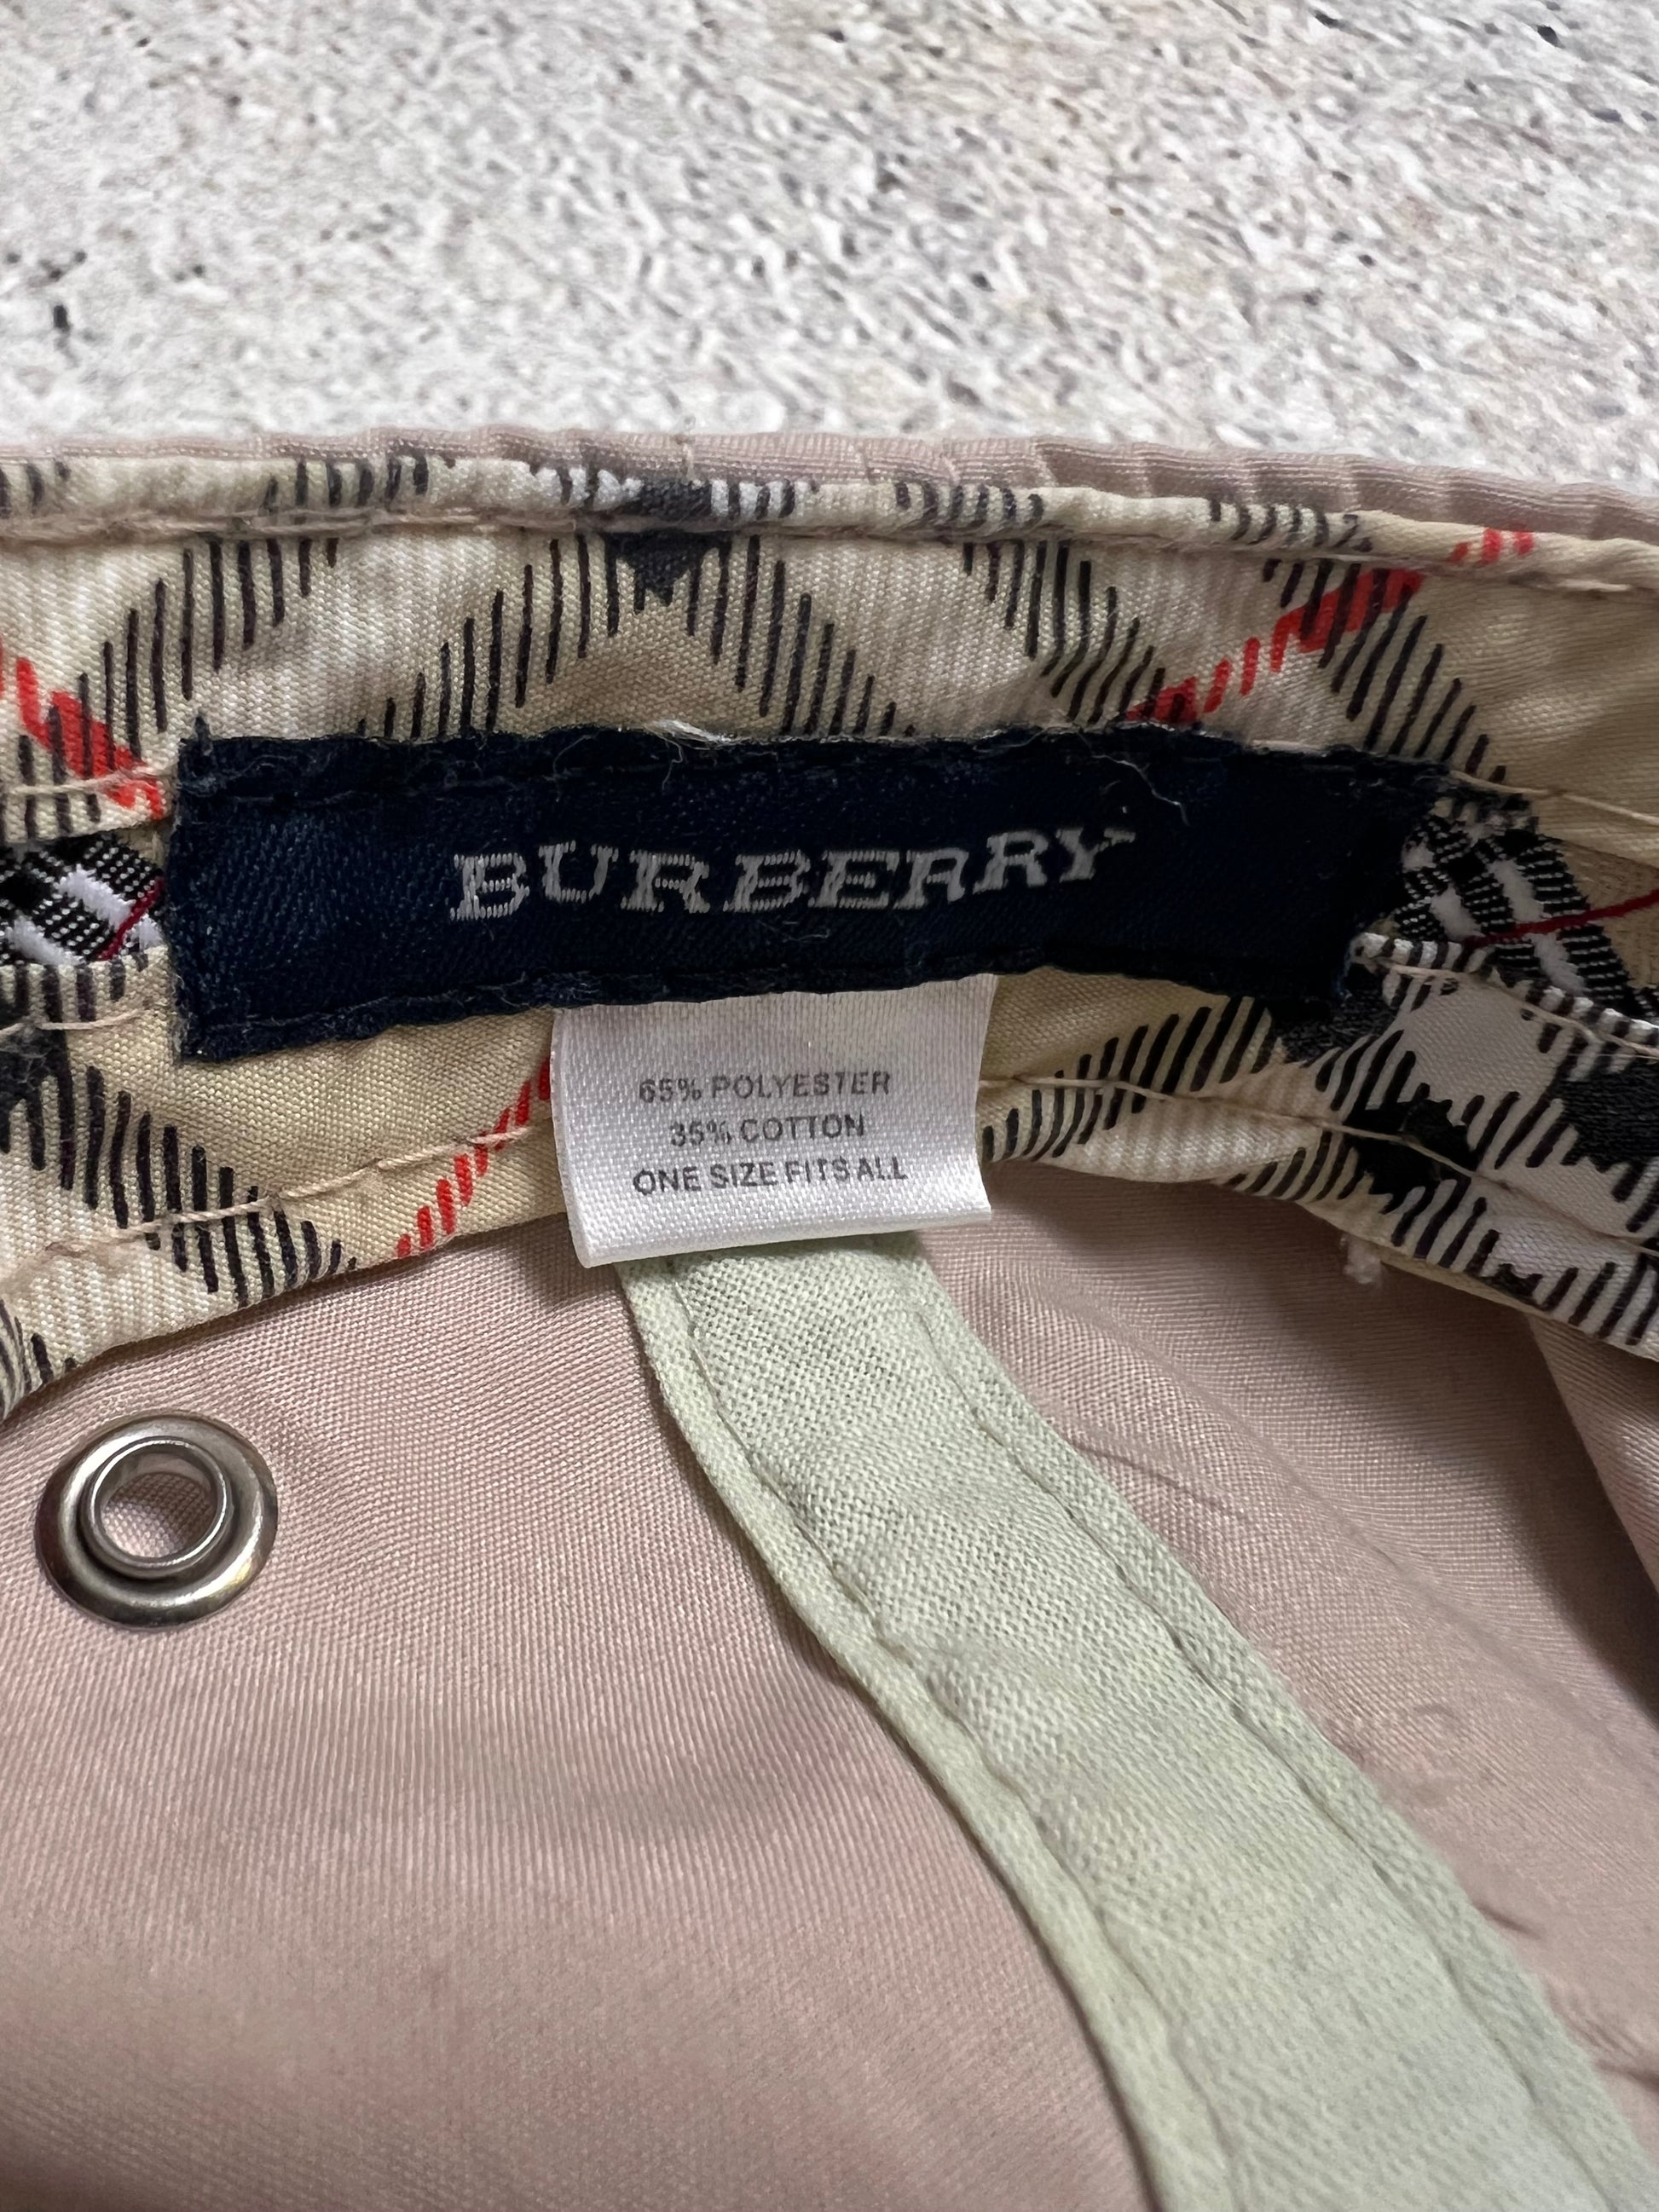 BURBERRY
65% POLYESTER
35% COTTON
ONE SIZE FITS ALL